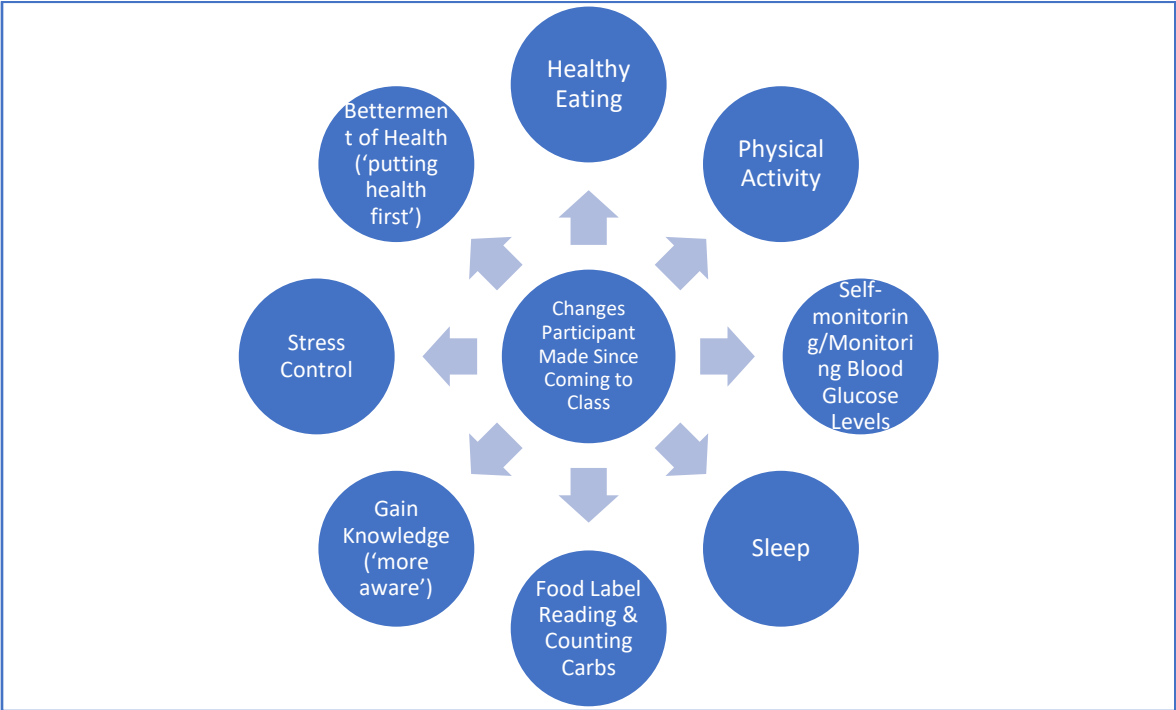 Healthy
Eating
Physical
Activity
Self-
monitorin
g/Monitori
ng Blood
Glucose
Levels
Sleep
Food Label
Reading &
Counting
Carbs
Gain
Knowledge
(‘more
aware’)
Stress
Control
Bettermen
t of Health
(‘putting
health
first’)
Changes
Participant
Made Since
Coming to
Class